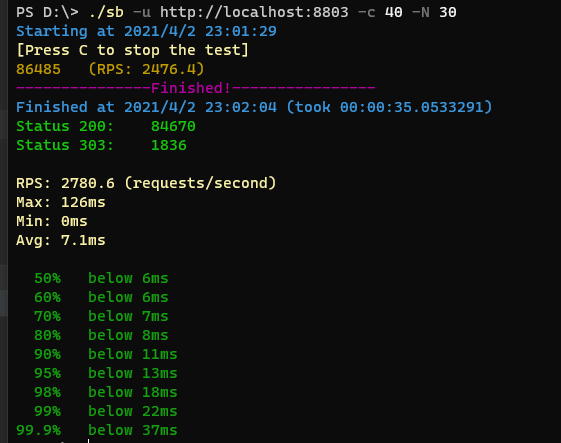 PS D:\> ./sb -u http://localhost:8803 -c 40 -N 30
Starting at 2021/4/2 23:01:29
[Press C to stop the test]
86485   (RPS: 2476.4)
---------------Finished!----------------
Finished at 2021/4/2 23:02:04 (took 00:00:35.0533291)
Status 200:    84670
Status 303:    1836
RPS: 2780.6 (requests/second)
Max: 126ms
Min: 0ms
Avg: 7.1ms
50%   below 6ms
60%   below 6ms
70%   below 7ms
80%   below 8ms
90%   below 11ms
95%   below 13ms
98%   below 18ms
99%   below 22ms
99.9%   below 37ms